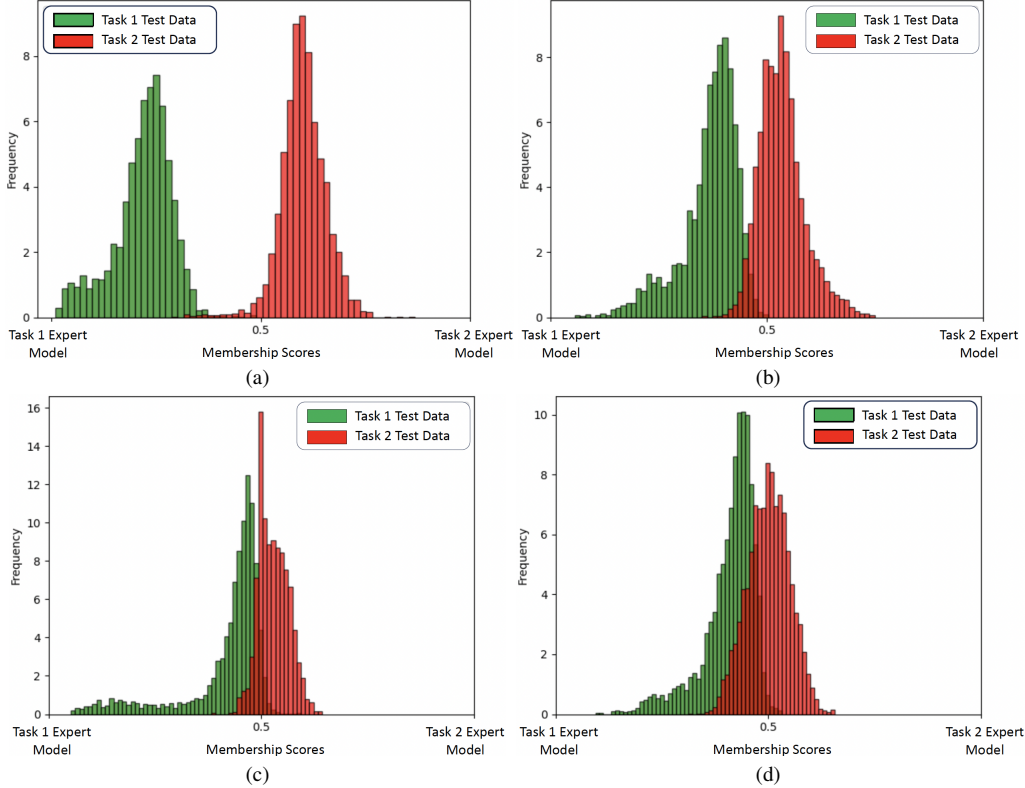 Task 1 Test Data
Task 2 Test Data
Frequency
8
6
4
2
0
0.5
Task 1 Expert
Model
Membership Scores
Task 2 Expert
Model
(a)
Task 1 Test Data
Task 2 Test Data
Frequency
8
6
4
2
0
0.5
Task 1 Expert
Model
Membership Scores
Task 2 Expert
Model
(b)
Task 1 Test Data
Task 2 Test Data
Frequency
16
14
12
10
8
6
4
2
0
0.5
Task 1 Expert
Model
Membership Scores
Task 2 Expert
Model
(c)
Task 1 Test Data
Task 2 Test Data
Frequency
10
8
6
4
2
0
0.5
Task 1 Expert
Model
Membership Scores
Task 2 Expert
Model
(d)